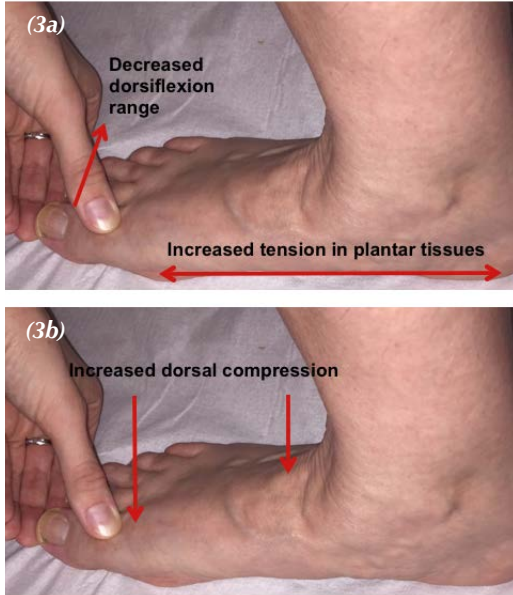 (3a)
Decreased
dorsiflexion
range
Increased tension in plantar tissues
(3b)
Increased dorsal compression